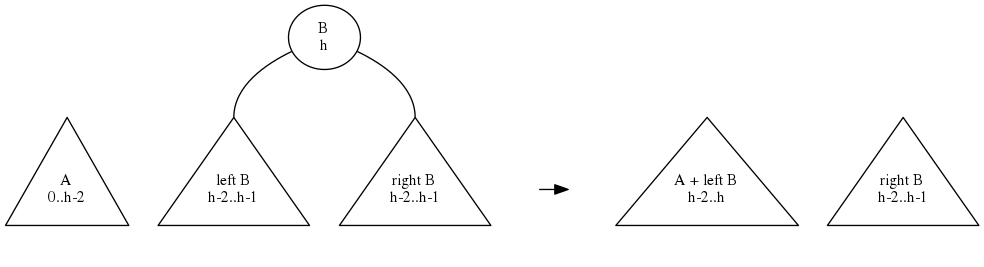 B
h
A
0..h-2
left B
h-2..h-1
right B
h-2..h-1
A + left B
h-2..h
right B
h-2..h-1